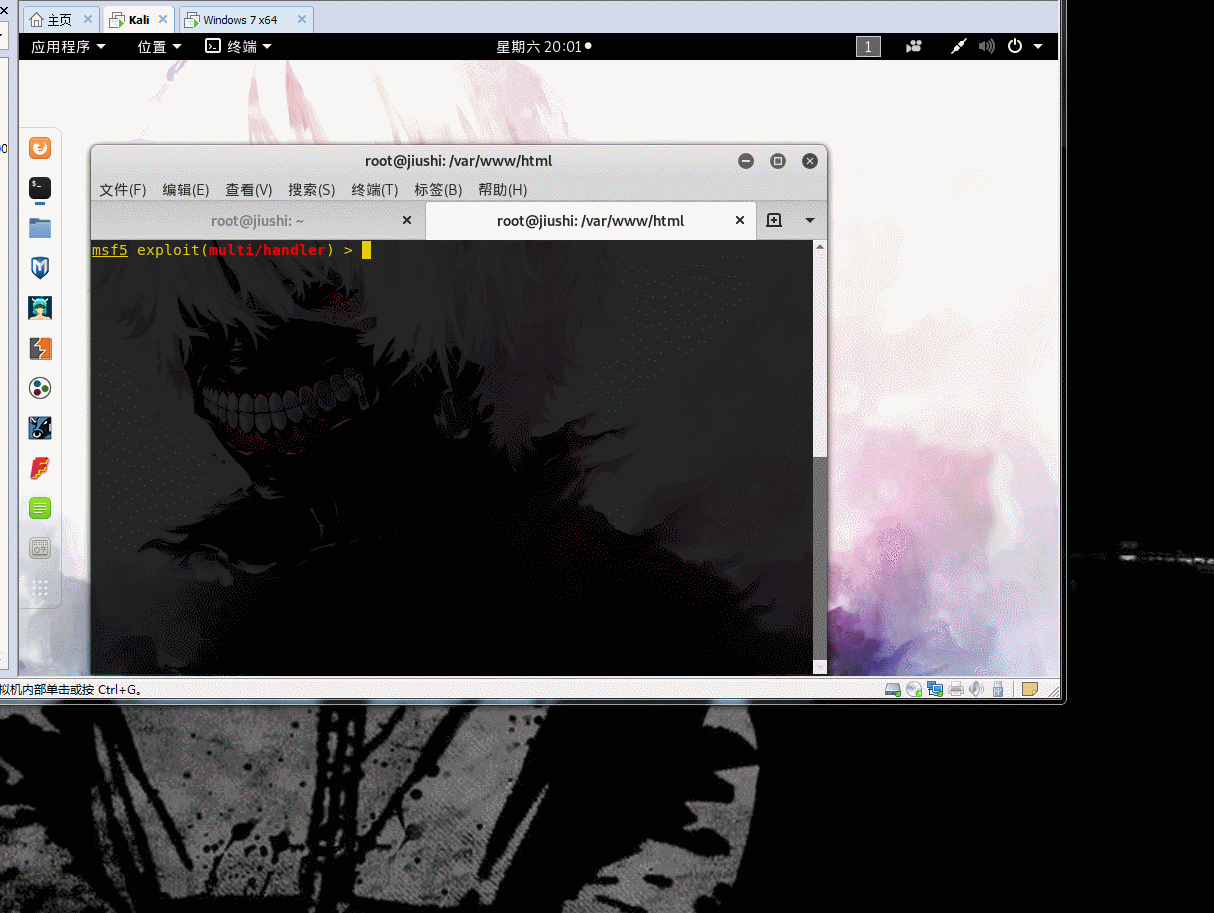 主页 Kali Windows 7 x64
应用程序 位置 终端 星期六 20:01 1
root@jiushi: /var/www/html
文件(F) 编辑(E) 查看(V) 搜索(S) 终端(T) 标签(B) 帮助(H)
root@jiushi: ~ root@jiushi: /var/www/html
msf5 exploit(multi/handler) >
拟机内部单击或按 Ctrl+G。